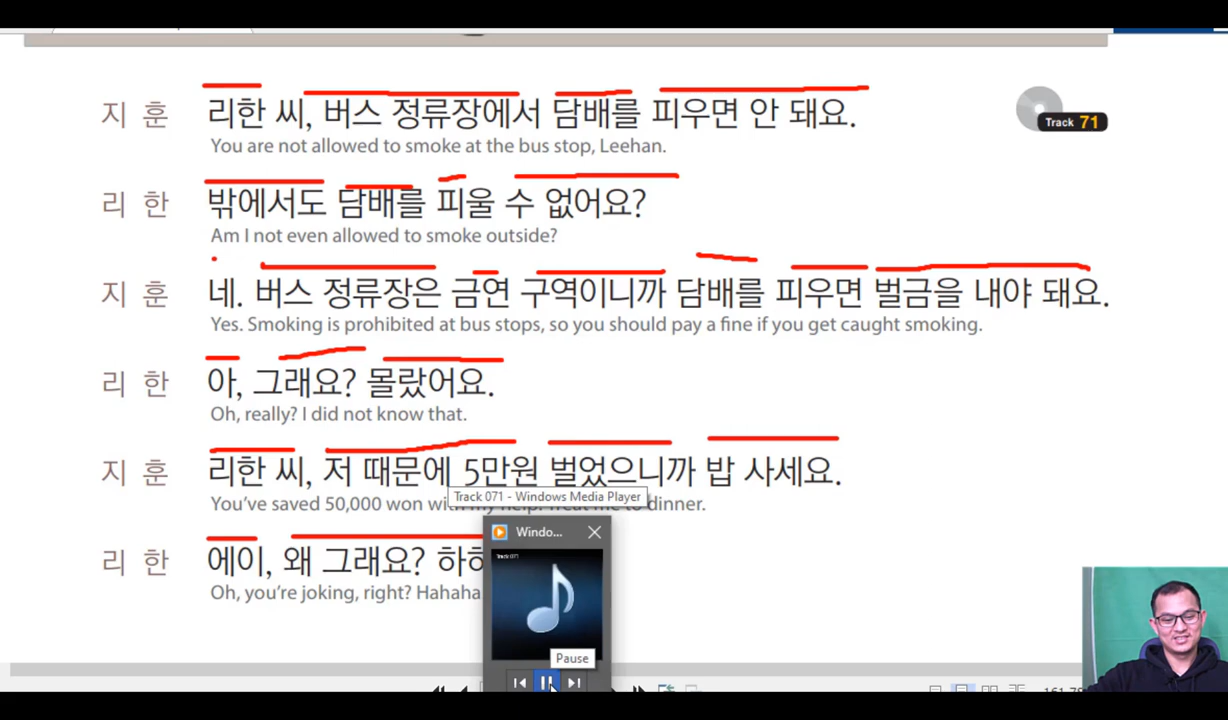 지 훈 리한 씨, 버스 정류장에서 담배를 피우면 안 돼요.
Track 71
You are not allowed to smoke at the bus stop, Leehan.
리 한 밖에서도 담배를 피울 수 없어요?
Am I not even allowed to smoke outside?
지 훈 네. 버스 정류장은 금연 구역이니까 담배를 피우면 벌금을 내야 돼요.
Yes. Smoking is prohibited at bus stops, so you should pay a fine if you get caught smoking.
리 한 아, 그래요? 몰랐어요.
Oh, really? I did not know that.
지 훈 리한 씨, 저 때문에 5만원 벌었으니까 밥 사세요.
Track 071 - Windows Media Player
You've saved 50,000 won dinner.
Windo...
리 한 에이, 왜 그래요?
Track 071
Oh, you're joking, right? Hahaha.
Pause